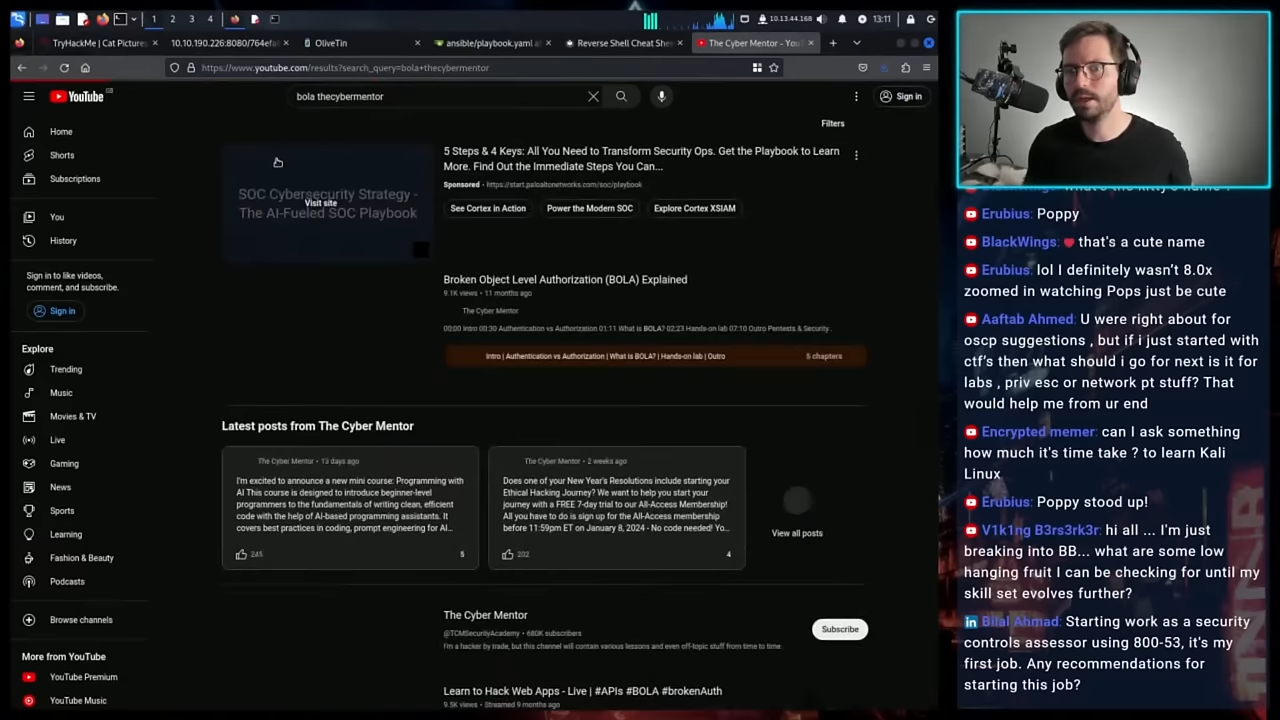 1
2
3
4
10.13.44.168
13:11
TryHackMe | Cat Pictures
10.10.190.226:8080/764efa
OliveTin
ansible/playbook.yaml a
Reverse Shell Cheat She
The Cyber Mentor - You
https://www.youtube.com/results?search_query=bola+thecybermentor
YouTube
GB
bola thecybermentor
Sign in
Filters
Home
Shorts
Subscriptions
You
History
Sign in to like videos,
comment, and subscribe.
Sign in
Explore
Trending
Music
Movies & TV
Live
Gaming
News
Sports
Learning
Fashion & Beauty
Podcasts
Browse channels
More from YouTube
YouTube Premium
YouTube Music
SOC Cybersecurity Strategy -
The AI-Fueled SOC Playbook
Visit site
5 Steps & 4 Keys: All You Need to Transform Security Ops. Get the Playbook to Learn
More. Find Out the Immediate Steps You Can...
Sponsored · https://start.paloaltonetworks.com/soc/playbook
See Cortex in Action
Power the Modern SOC
Explore Cortex XSIAM
Broken Object Level Authorization (BOLA) Explained
9.1K views • 11 months ago
The Cyber Mentor
00:00 Intro 00:30 Authentication vs Authorization 01:11 What is BOLA? 02:23 Hands-on lab 07:10 Outro Pentests & Security .
Intro | Authentication vs Authorization | What is BOLA? | Hands-on lab | Outro
5 chapters
Latest posts from The Cyber Mentor
The Cyber Mentor • 13 days ago
I'm excited to announce a new mini course: Programming with
AI This course is designed to introduce beginner-level
programmers to the fundamentals of writing clean, efficient
code with the help of AI-based programming assistants. It
covers best practices in coding, prompt engineering for AI...
245
5
The Cyber Mentor • 2 weeks ago
Does one of your New Year's Resolutions include starting your
Ethical Hacking Journey? We want to help you start your
journey with a FREE 7-day trial to our All-Access Membership!
All you have to do is sign up for the All-Access membership
before 11:59pm ET on January 8, 2024 - No code needed! Yo...
202
4
View all posts
The Cyber Mentor
@TCMSecurityAcademy • 680K subscribers
I'm a hacker by trade, but this channel will contain various lessons and even off-topic stuff from time to time
Subscribe
Learn to Hack Web Apps - Live | #APIs #BOLA #brokenAuth
9.5K views • Streamed 9 months ago
what's the kitty's name ?
Erubius: Poppy
BlackWings: ❤ that's a cute name
Erubius: lol I definitely wasn't 8.0x
zoomed in watching Pops just be cute
Aaftab Ahmed: U were right about for
oscp suggestions , but if i just started with
ctf's then what should i go for next is it for
labs , priv esc or network pt stuff? That
would help me from ur end
Encrypted memer: can I ask something
how much it's time take ? to learn Kali
Linux
Erubius: Poppy stood up!
V1k1ng B3rs3rk3r: hi all ... I'm just
breaking into BB... what are some low
hanging fruit I can be checking for until my
skill set evolves further?
Bilal Ahmad: Starting work as a security
controls assessor using 800-53, it's my
first job. Any recommendations for
starting this job?